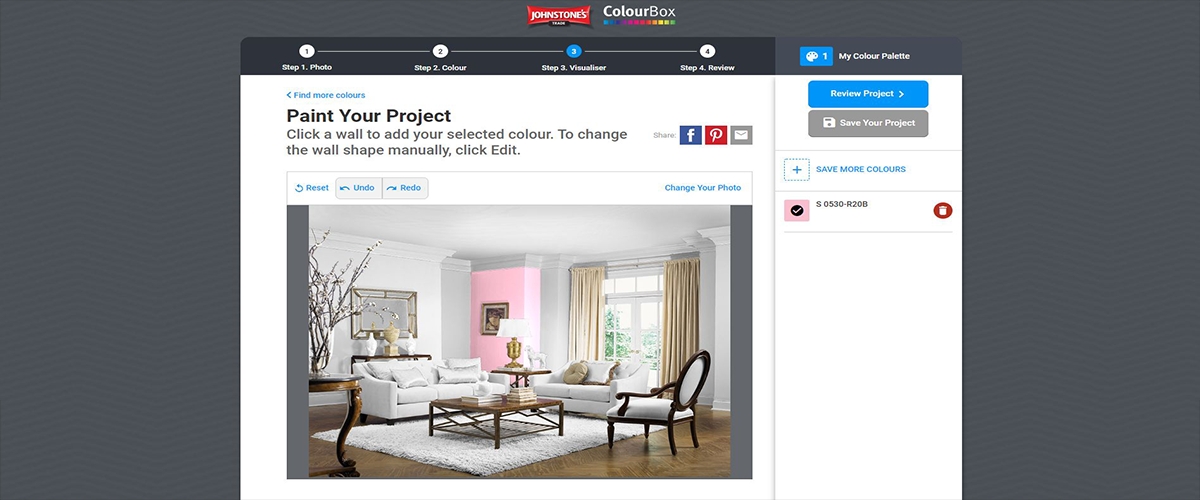 JOHNSTONE'S
TRADE
ColourBox
1
2
3
4
Step 1. Photo
Step 2. Colour
Step 3. Visualiser
Step 4. Review
1
My Colour Palette
Find more colours
Paint Your Project
Click a wall to add your selected colour. To change
the wall shape manually, click Edit.
Share:
Review Project
Save Your Project
SAVE MORE COLOURS
Reset
Undo
Redo
Change Your Photo
S 0530-R20B